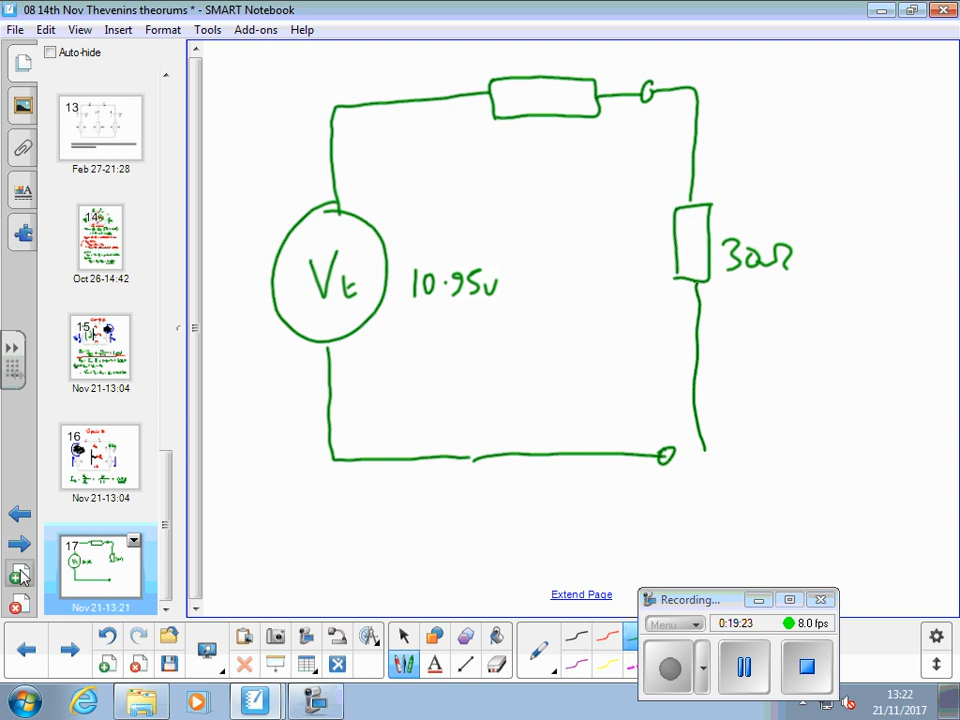 08 14th Nov Thevenins theorums * - SMART Notebook
File Edit View Insert Format Tools Add-ons Help
Auto-hide
13
Feb 27-21:28
14
Oct 26-14:42
15
Nov 21-13:04
16
Nov 21-13:04
17
Nov 21-13:21
Vt
10.95v
30Ω
Extend Page
Recording...
Menu
0:19:23
8.0 fps
A
13:22
21/11/2017